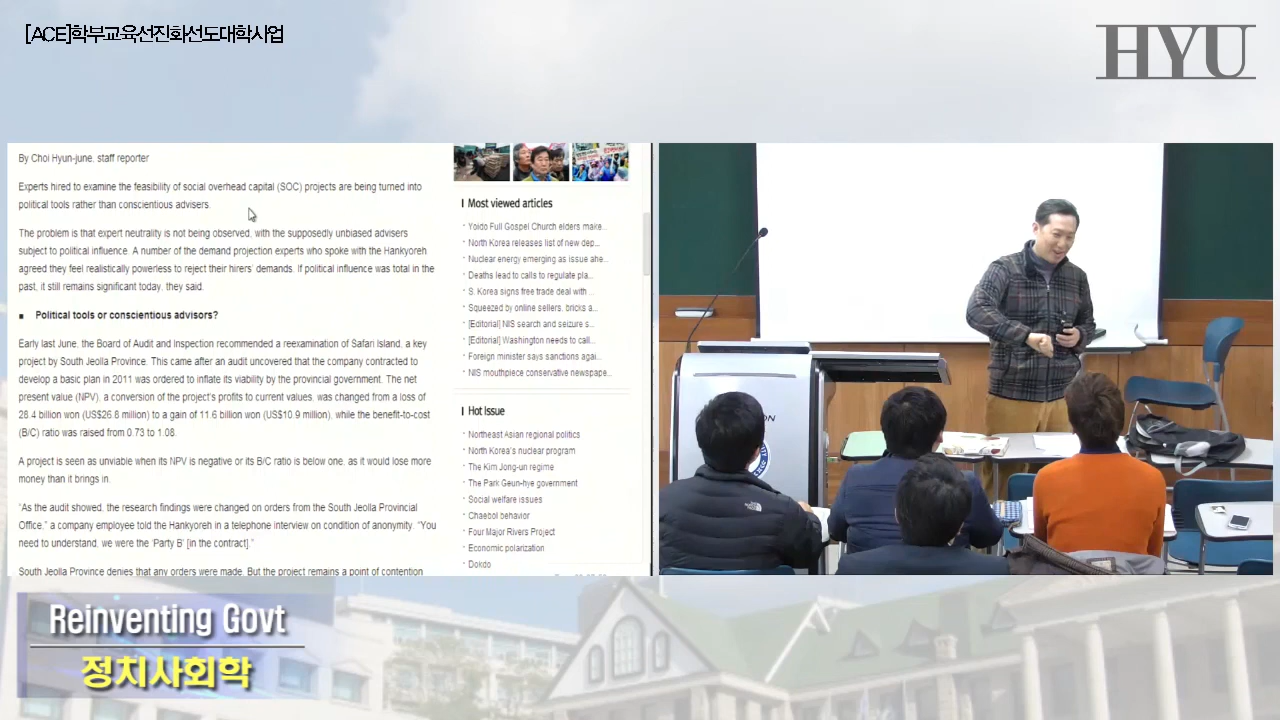 [ACE]학부교육선진화선도대학사업
HYU
By Choi Hyun-june, staff reporter
Experts hired to examine the feasibility of social overhead capital (SOC) projects are being turned into
political tools rather than conscientious advisers.
The problem is that expert neutrality is not being observed, with the supposedly unbiased advisers
subject to political influence. A number of the demand projection experts who spoke with the Hankyoreh
agreed they feel realistically powerless to reject their hirers' demands. If political influence was total in the
past, it still remains significant today, they said.
■ Political tools or conscientious advisors?
Early last June, the Board of Audit and Inspection recommended a reexamination of Safari Island, a key
project by South Jeolla Province. This came after an audit uncovered that the company contracted to
develop a basic plan in 2011 was ordered to inflate its viability by the provincial government. The net
present value (NPV), a conversion of the project's profits to current values, was changed from a loss of
28.4 billion won (US$26.8 million) to a gain of 11.6 billion won (US$10.9 million), while the benefit-to-cost
(B/C) ratio was raised from 0.73 to 1.08.
A project is seen as unviable when its NPV is negative or its B/C ratio is below one, as it would lose more
money than it brings in.
"As the audit showed, the research findings were changed on orders from the South Jeolla Provincial
Office," a company employee told the Hankyoreh in a telephone interview on condition of anonymity. "You
need to understand, we were the 'Party B' [in the contract]."
South Jeolla Province denies that any orders were made. But the project remains a point of contention
Most viewed articles
Yoido Full Gospel Church elders make...
North Korea releases list of new dep...
Nuclear energy emerging as issue ahe...
Deaths lead to calls to regulate pla...
S. Korea signs free trade deal with ...
Squeezed by online sellers, bricks a...
[Editorial] NIS search and seizure s...
[Editorial] Washington needs to call...
Foreign minister says sanctions agai...
NIS mouthpiece conservative newspape...
Hot Issue
Northeast Asian regional politics
North Korea's nuclear program
The Kim Jong-un regime
The Park Geun-hye government
Social welfare issues
Chaebol behavior
Four Major Rivers Project
Economic polarization
Dokdo
Reinventing Govt
정치사회학